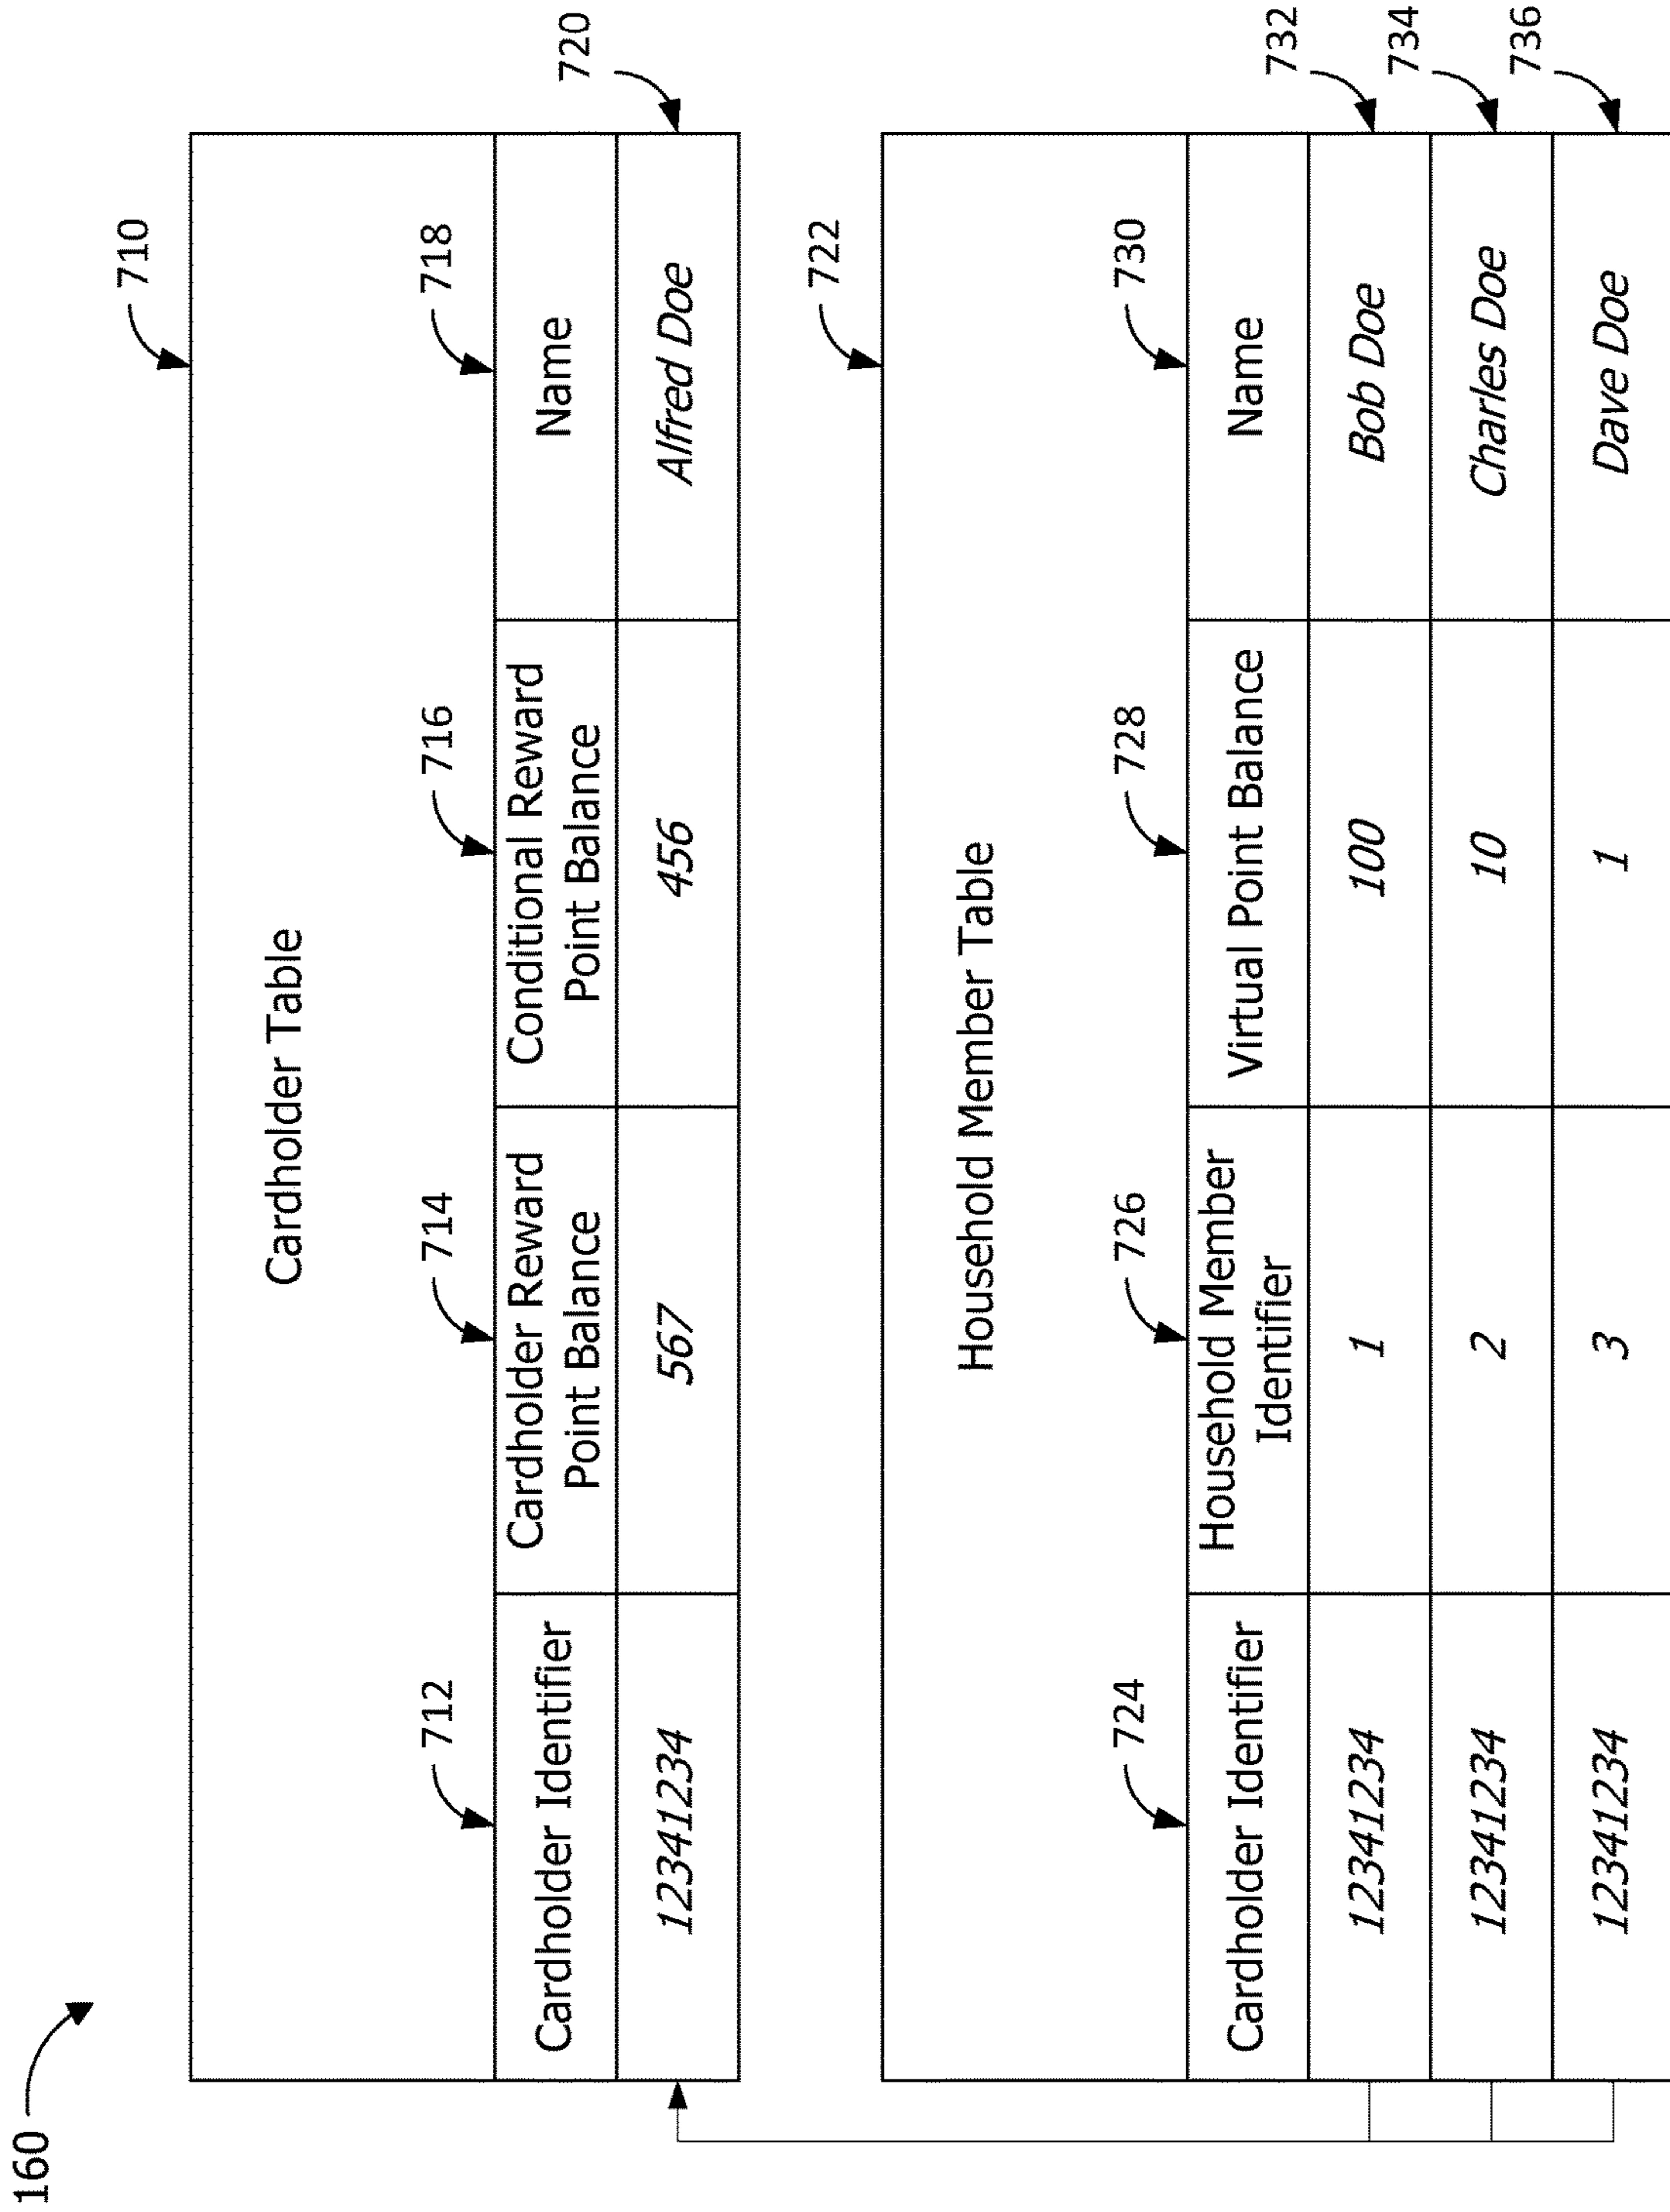 160
710
Cardholder Table
712
714
716
718
Cardholder Identifier
Cardholder Reward
Point Balance
Conditional Reward
Point Balance
Name
12341234
567
456
Alfred Doe
720
722
Household Member Table
724
726
728
730
Cardholder Identifier
Household Member
Identifier
Virtual Point Balance
Name
12341234
1
100
Bob Doe
732
12341234
2
10
Charles Doe
734
12341234
3
1
Dave Doe
736